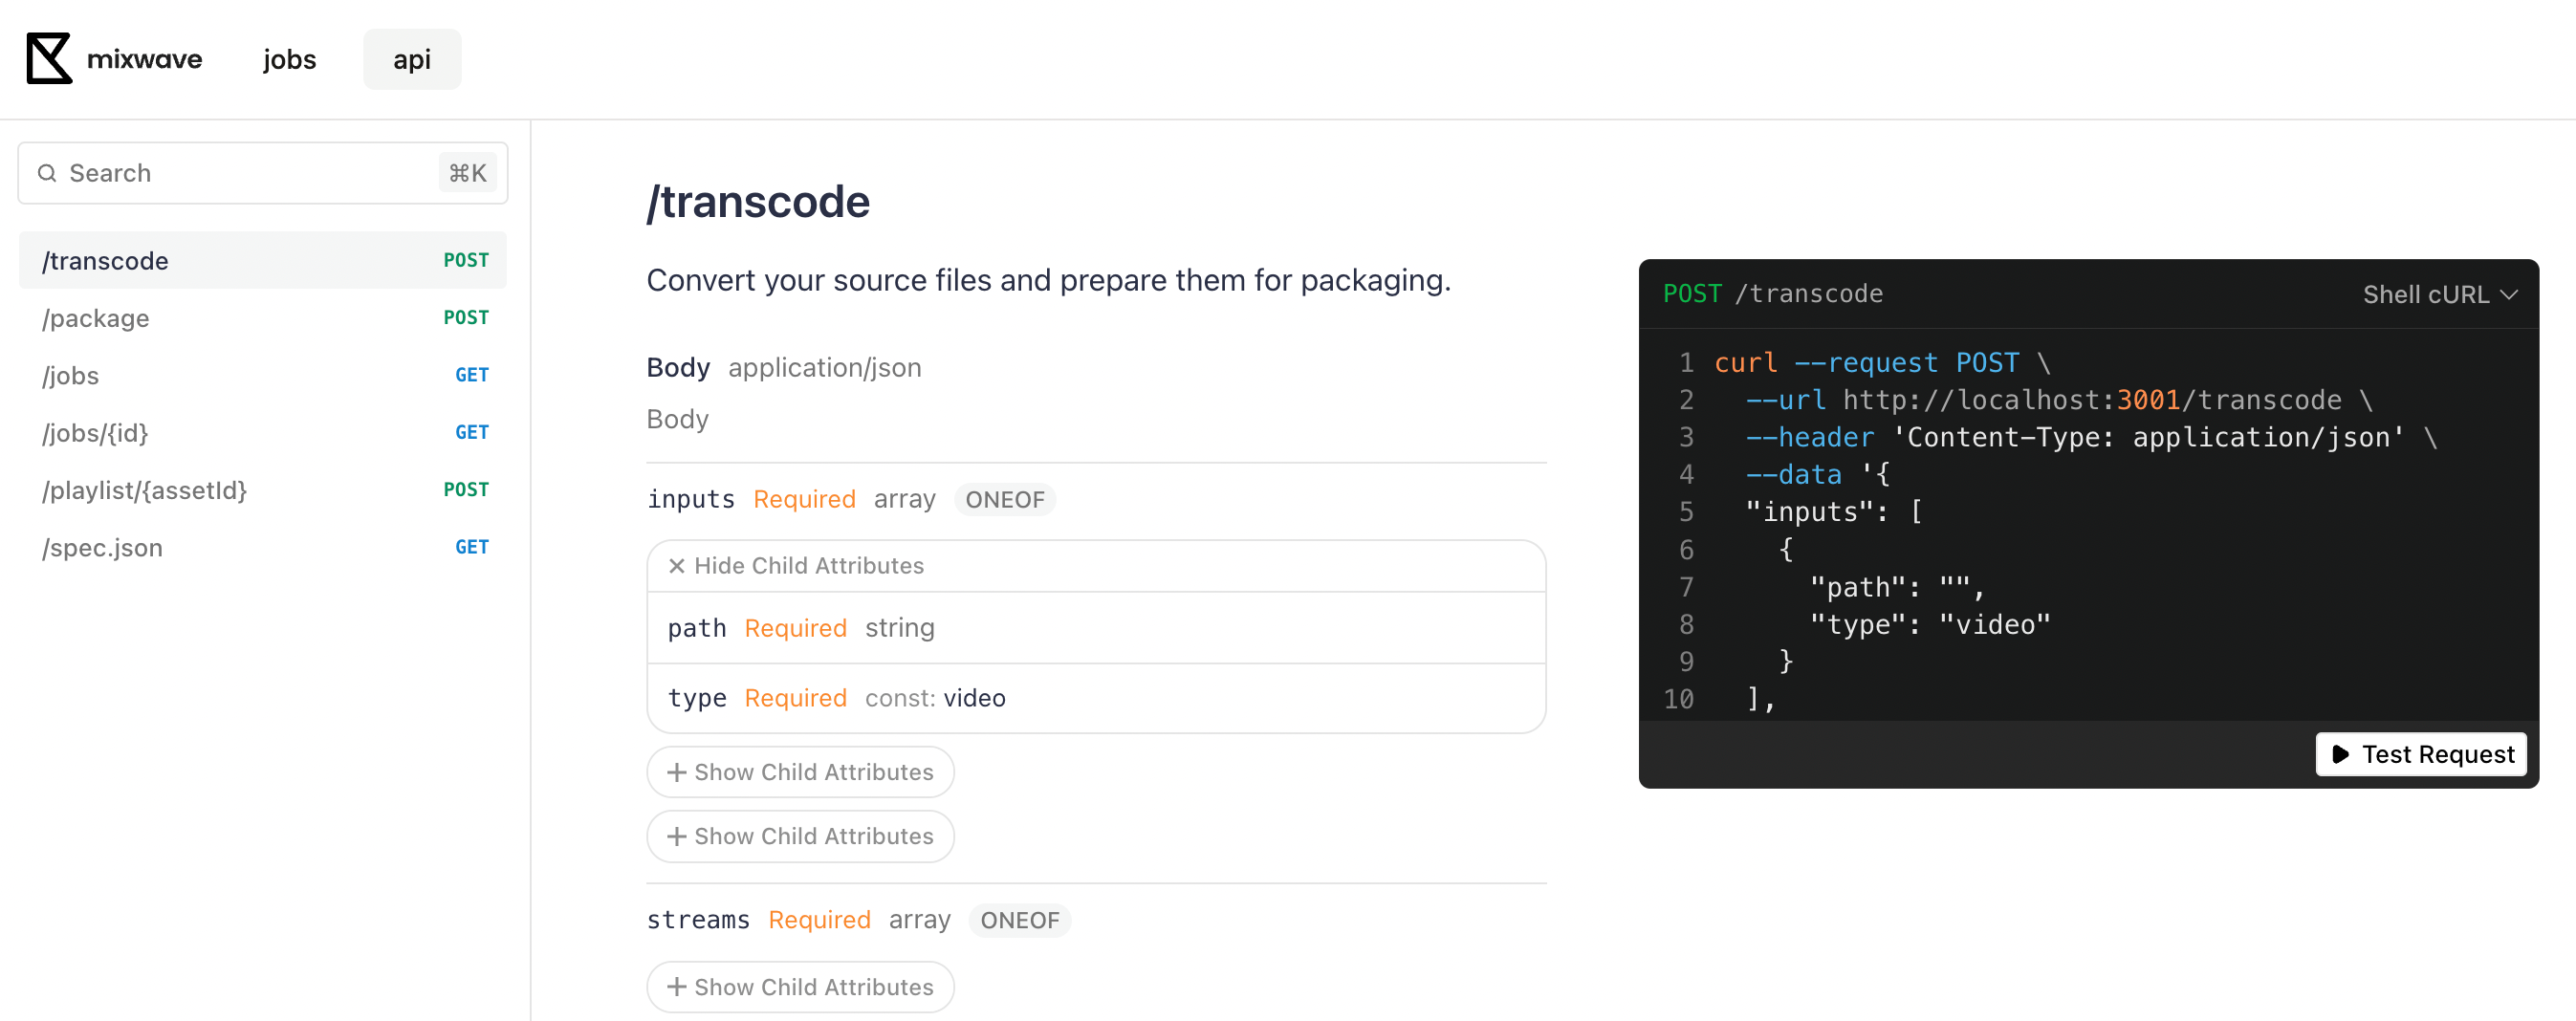 mixwave jobs api
Search ⌘K
/transcode POST
/package POST
/jobs GET
/jobs/{id} GET
/playlist/{assetId} POST
/spec.json GET
/transcode
Convert your source files and prepare them for packaging.
Body application/json
Body
inputs Required array ONEOF
Hide Child Attributes
path Required string
type Required const: video
Show Child Attributes
Show Child Attributes
streams Required array ONEOF
Show Child Attributes
POST /transcode Shell cURL
1 curl --request POST \
2 --url http://localhost:3001/transcode \
3 --header 'Content-Type: application/json' \
4 --data '{
5 "inputs": [
6 {
7 "path": "",
8 "type": "video"
9 }
10 ],
Test Request